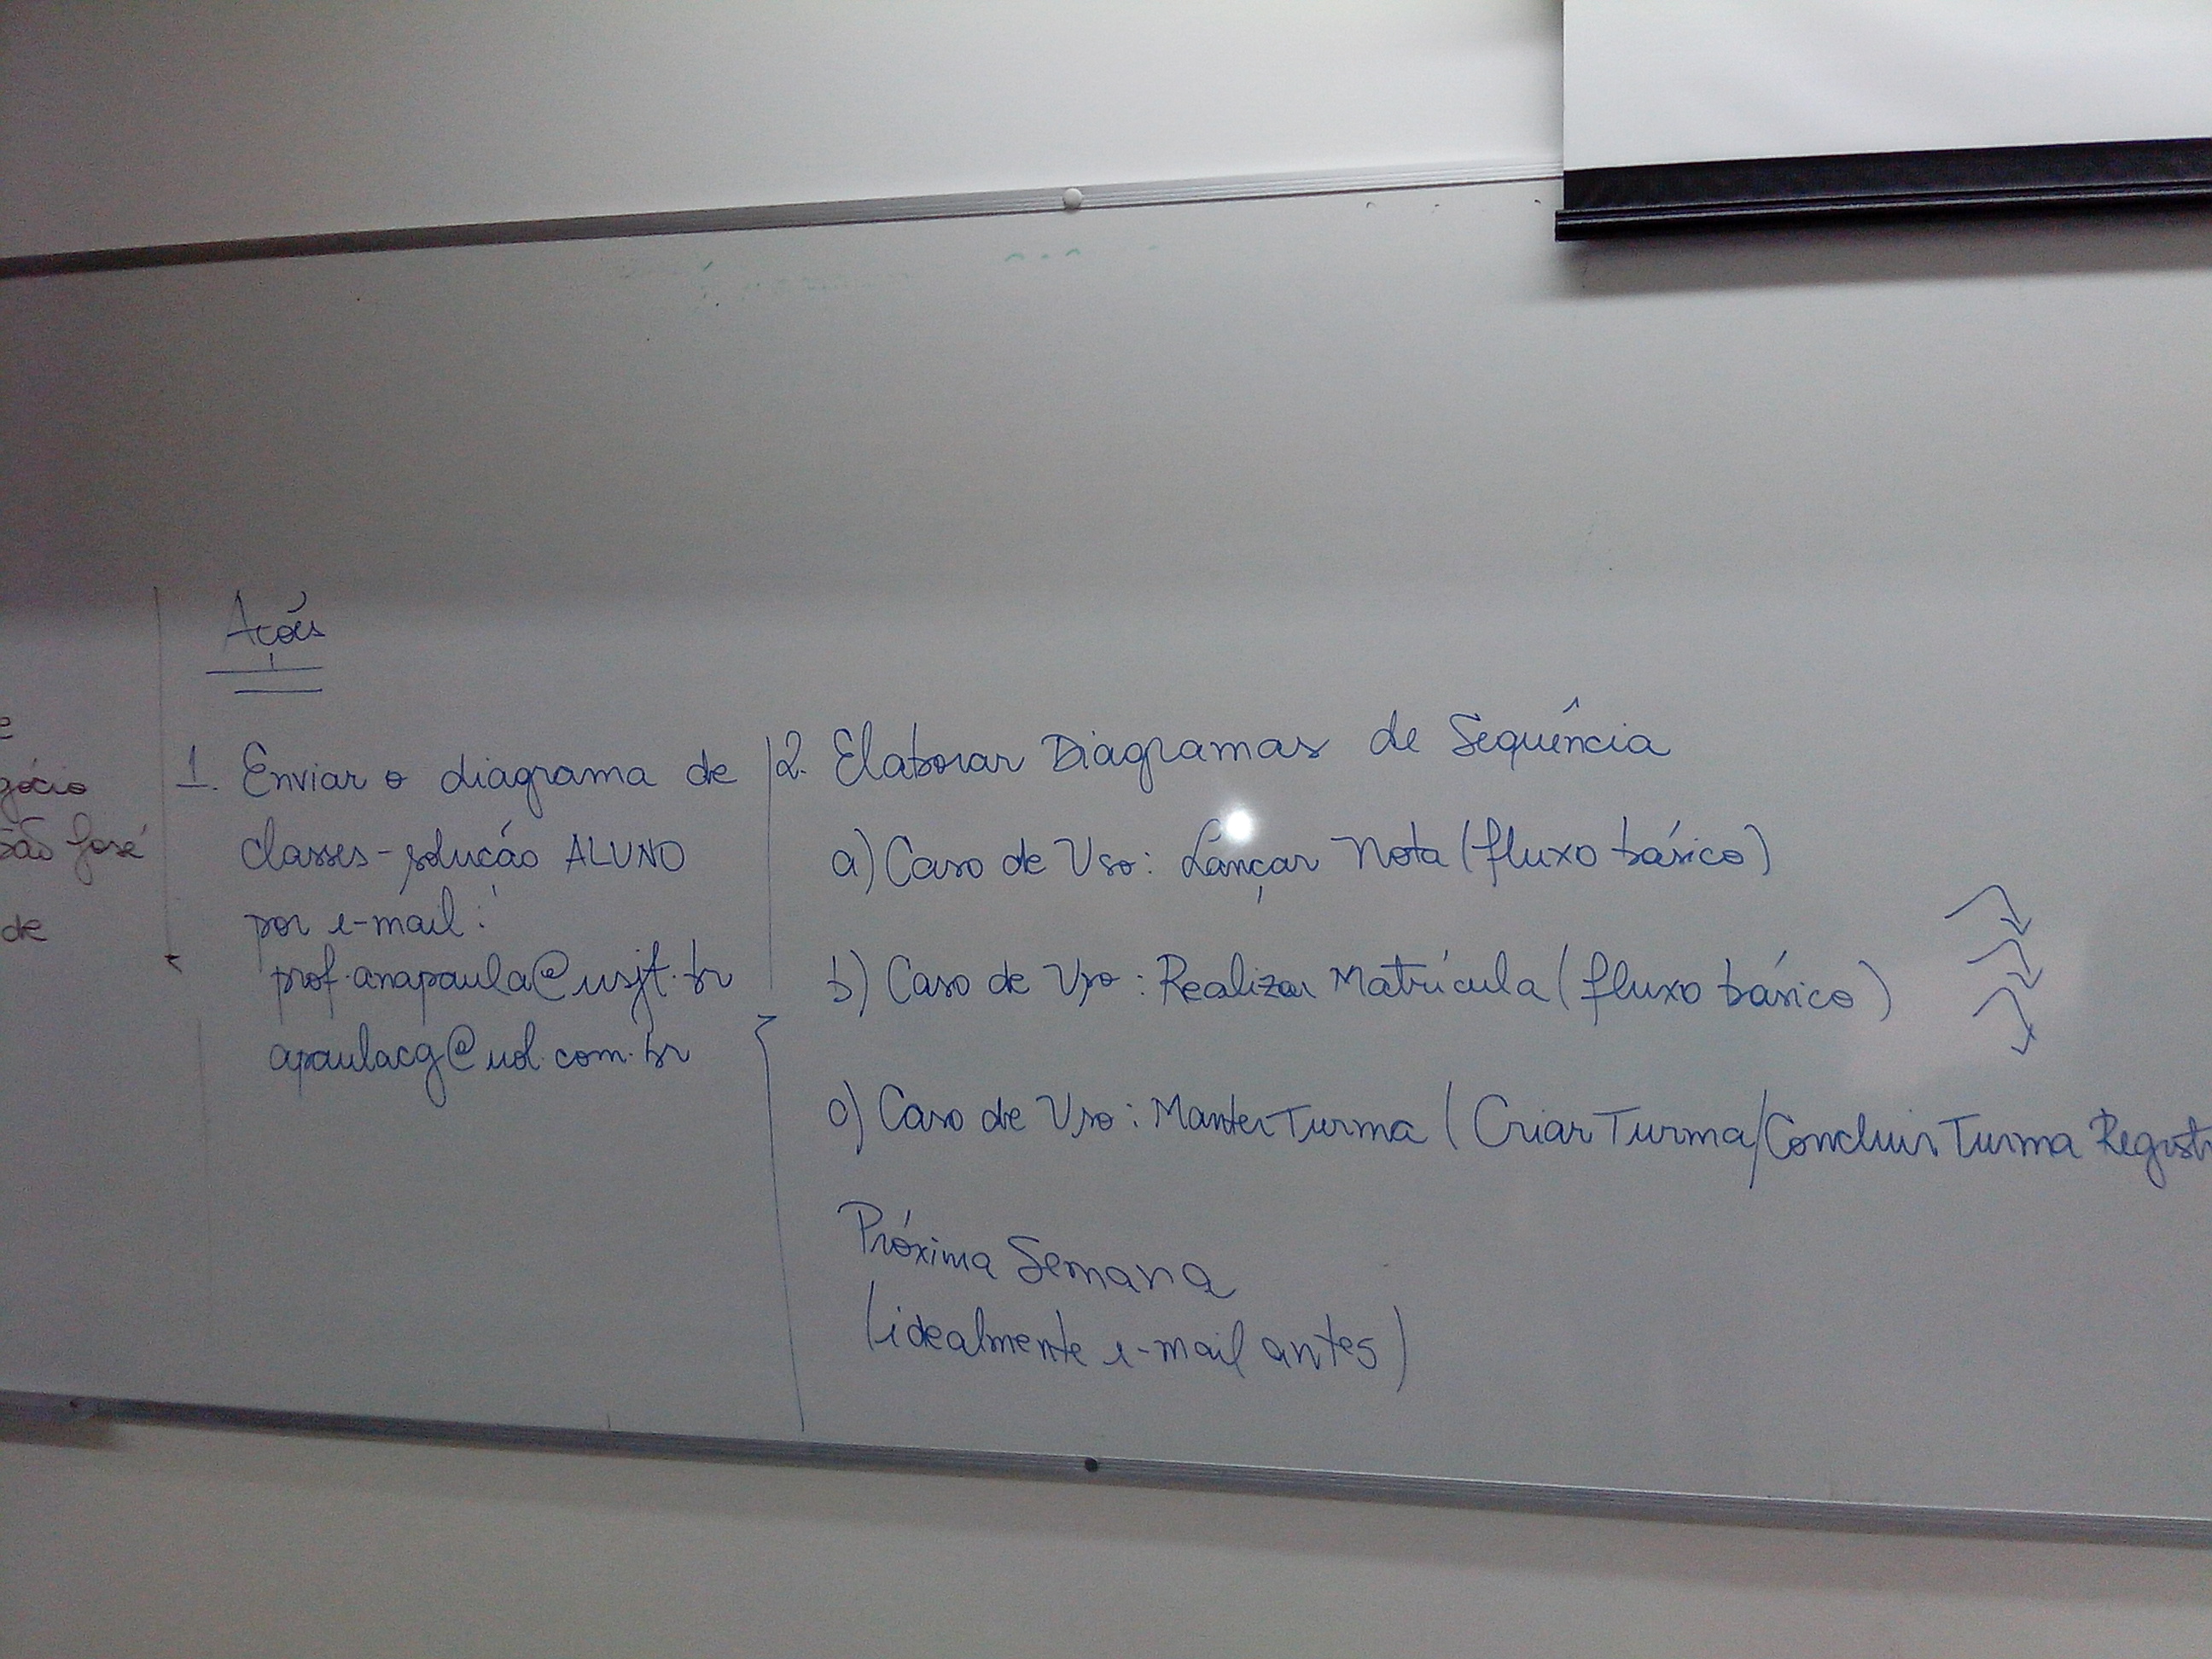 Ações
gócio
São José
de
1. Enviar o diagrama de
classes-solução ALUNO
por e-mail:
prof.anapaula@usjt.br
apaulacg@uol.com.br
2. Elaborar Diagramas de Sequência
a) Caso de Uso: Lançar Nota (fluxo básico)
b) Caso de Uso: Realizar Matrícula (fluxo básico)
c) Caso de Uso: Manter Turma (Criar Turma/Concluir Turma Registr
Próxima Semana
(idealmente e-mail antes)